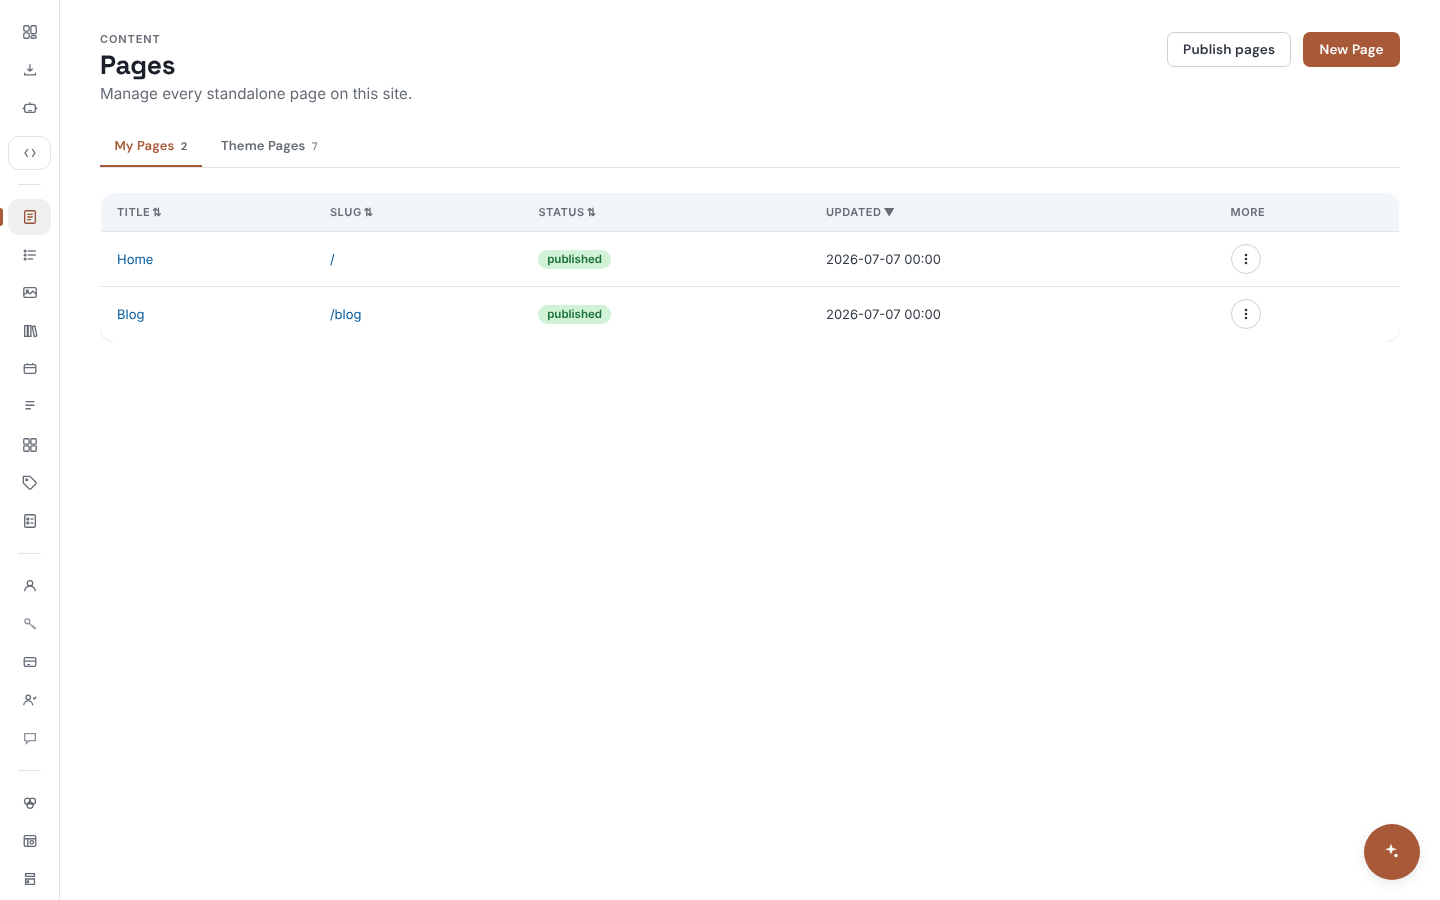 CONTENT
Pages
Manage every standalone page on this site.
Publish pages
New Page
My Pages 2
Theme Pages 7
TITLE SLUG STATUS UPDATED MORE
Home / published 2026-07-07 00:00
Blog /blog published 2026-07-07 00:00